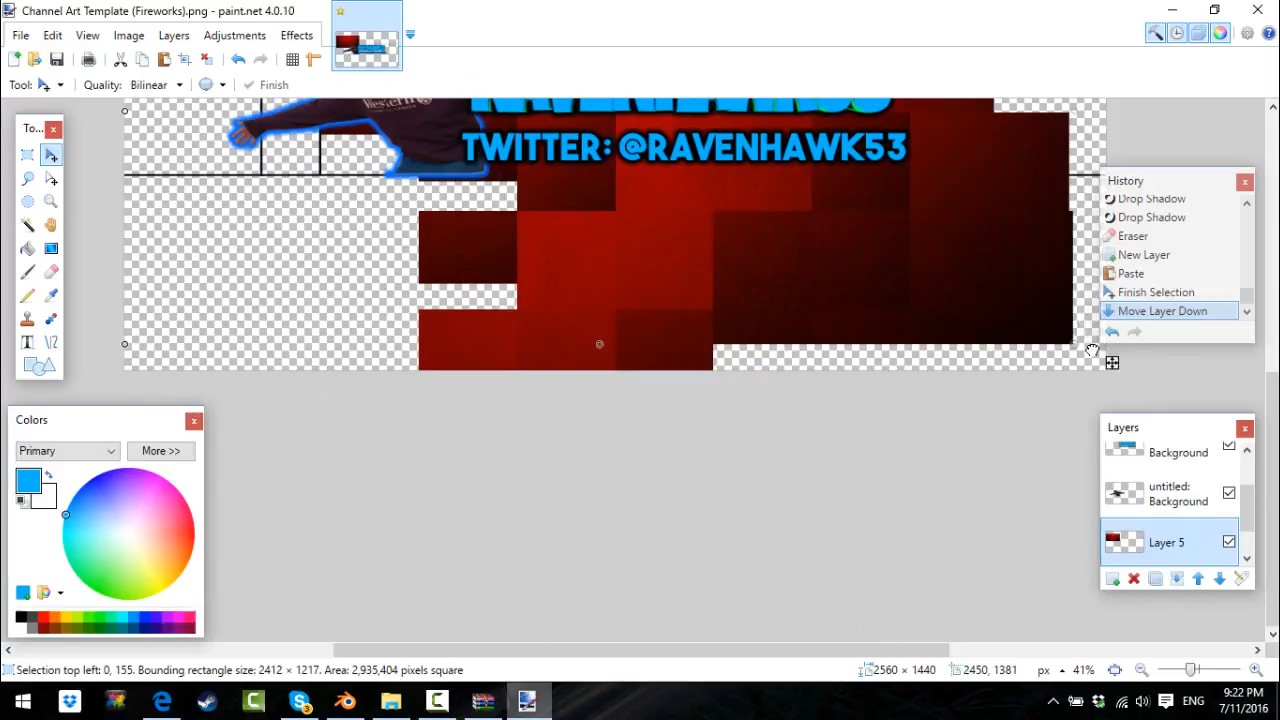 Channel Art Template (Fireworks).png - paint.net 4.0.10
File Edit View Image Layers Adjustments Effects
Tool: Quality: Bilinear Finish
To...
TWITTER: @RAVENHAWK53
History
Drop Shadow
Drop Shadow
Eraser
New Layer
Paste
Finish Selection
Move Layer Down
Colors
Primary More >>
Layers
Background
untitled:
Background
Layer 5
Selection top left: 0, 155. Bounding rectangle size: 2412 × 1217. Area: 2,935,404 pixels square
2560 × 1440 2450, 1381 px 41%
ENG
9:22 PM
7/11/2016